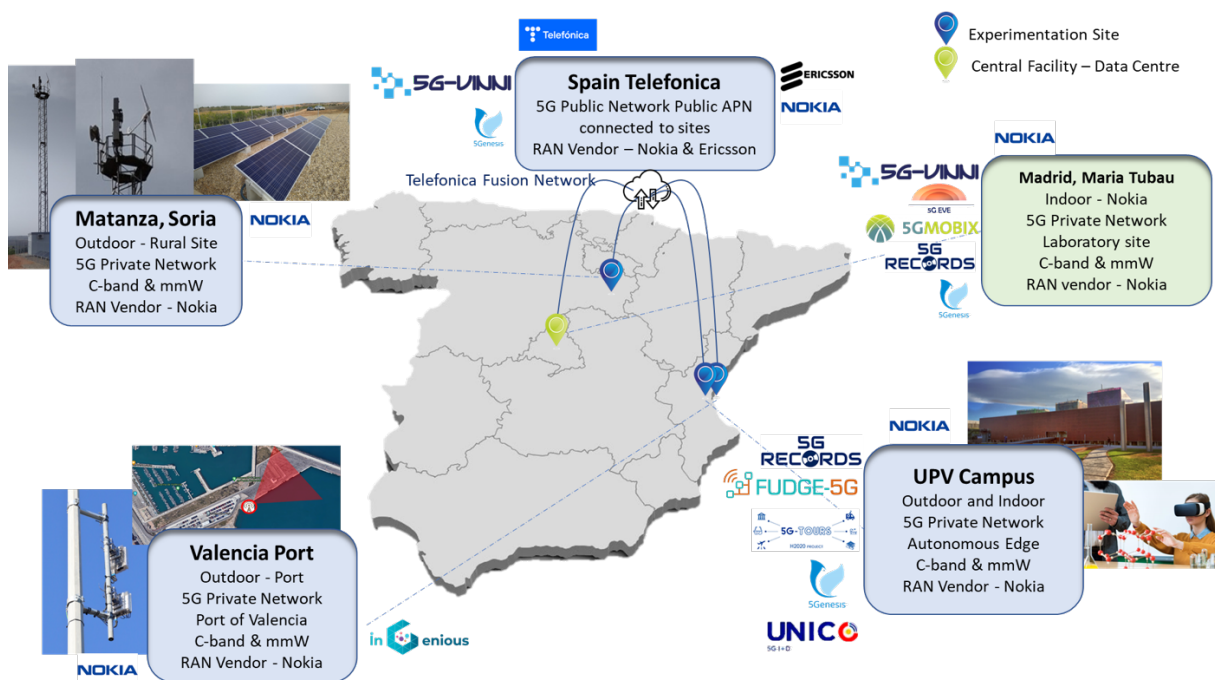 Telefónica
5G-VINNI
5Genesis
Spain Telefonica
5G Public Network Public APN
connected to sites
RAN Vendor – Nokia & Ericsson
ERICSSON
NOKIA
Experimentation Site
Central Facility – Data Centre
Telefonica Fusion Network
NOKIA
Matanza, Soria
Outdoor - Rural Site
5G Private Network
C-band & mmW
RAN Vendor - Nokia
NOKIA
5G-VINNI
5G EVE
5GMOBIX
5G
RECORDS
5Genesis
Madrid, Maria Tubau
Indoor - Nokia
5G Private Network
Laboratory site
C-band & mmW
RAN vendor - Nokia
NOKIA
5G
RECORDS
FUDGE-5G
5G-TOURS
H2020 PROJECT
5Genesis
UNICO
5G I+D
UPV Campus
Outdoor and Indoor
5G Private Network
Autonomous Edge
C-band & mmW
RAN Vendor - Nokia
Valencia Port
Outdoor - Port
5G Private Network
Port of Valencia
C-band & mmW
RAN Vendor - Nokia
NOKIA
inGenious